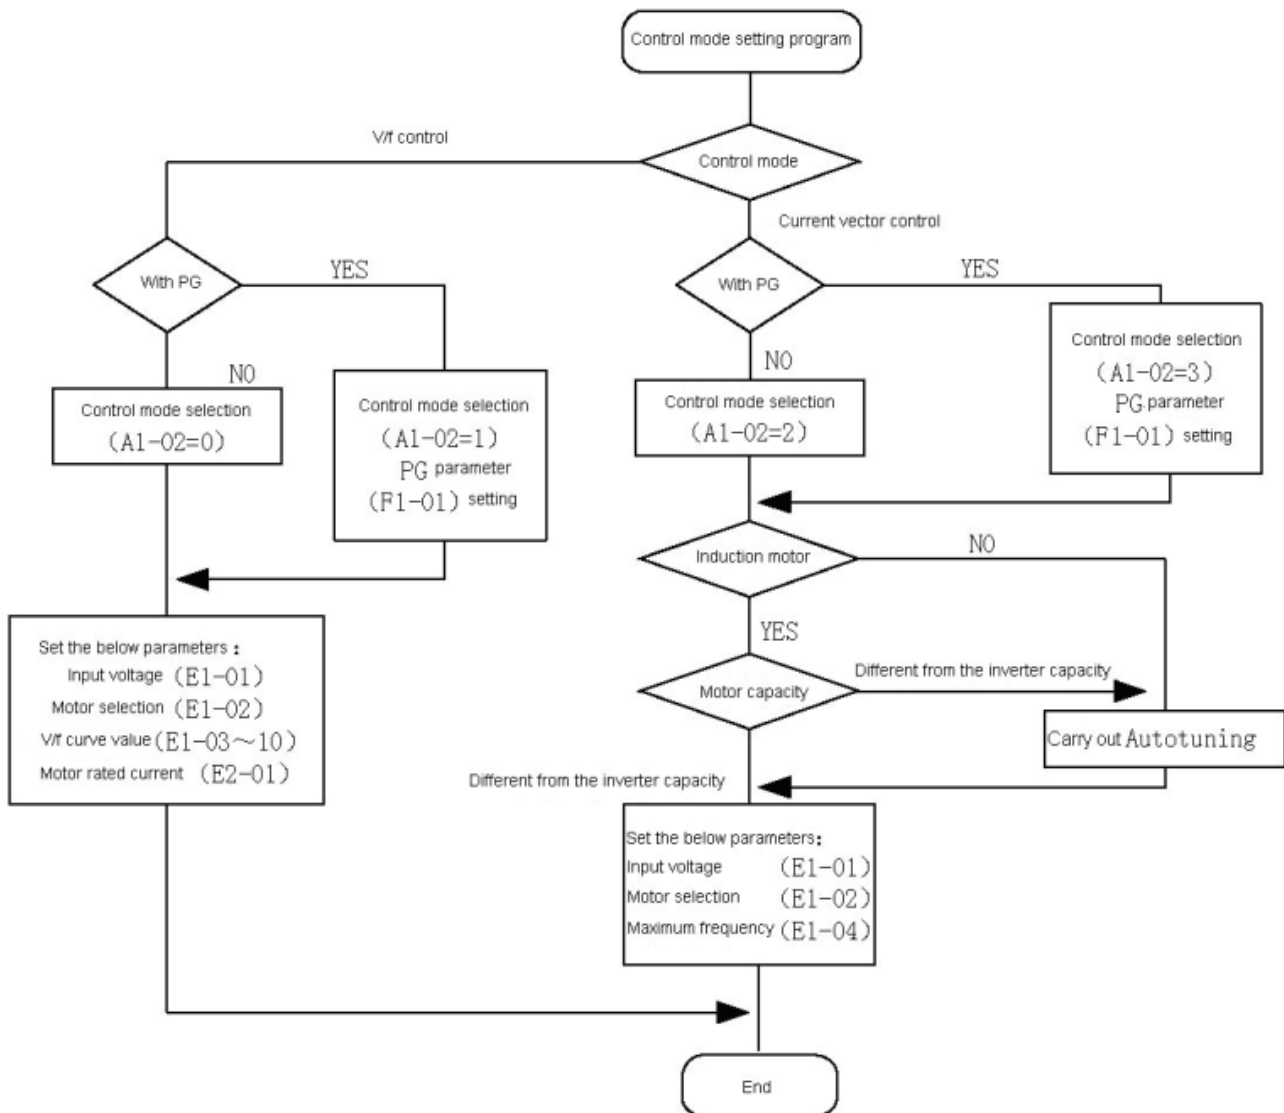 Control mode setting program
V/f control
Control mode
Current vector control
With PG
YES
NO
Control mode selection
(A1-02=0)
Control mode selection
(A1-02=1)
PG parameter
(F1-01) setting
With PG
YES
NO
Control mode selection
(A1-02=2)
Control mode selection
(A1-02=3)
PG parameter
(F1-01) setting
Induction motor
NO
YES
Motor capacity
Different from the inverter capacity
Carry out Autotuning
Different from the inverter capacity
Set the below parameters：
Input voltage (E1-01)
Motor selection (E1-02)
V/f curve value (E1-03～10)
Motor rated current (E2-01)
Set the below parameters：
Input voltage (E1-01)
Motor selection (E1-02)
Maximum frequency (E1-04)
End